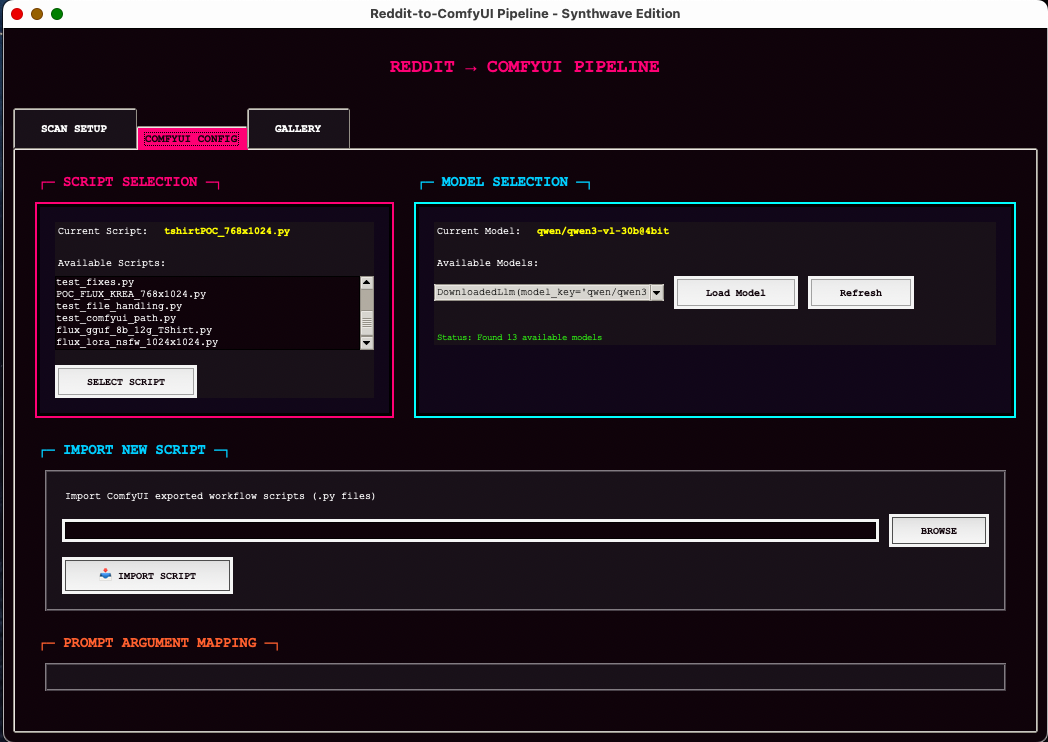 Reddit-to-ComfyUI Pipeline - Synthwave Edition
REDDIT → COMFYUI PIPELINE
SCAN SETUP
COMFYUI CONFIG
GALLERY
SCRIPT SELECTION
Current Script: tshirtPOC_768x1024.py
Available Scripts:
test_fixes.py
POC_FLUX_KREA_768x1024.py
test_file_handling.py
test_comfyui_path.py
flux_gguf_8b_12g_TShirt.py
flux_lora_nsfw_1024x1024.py
SELECT SCRIPT
MODEL SELECTION
Current Model: qwen/qwen3-vl-30b@4bit
Available Models:
DownloadedLlm(model_key='qwen/qwen3
Load Model
Refresh
Status: Found 13 available models
IMPORT NEW SCRIPT
Import ComfyUI exported workflow scripts (.py files)
BROWSE
IMPORT SCRIPT
PROMPT ARGUMENT MAPPING